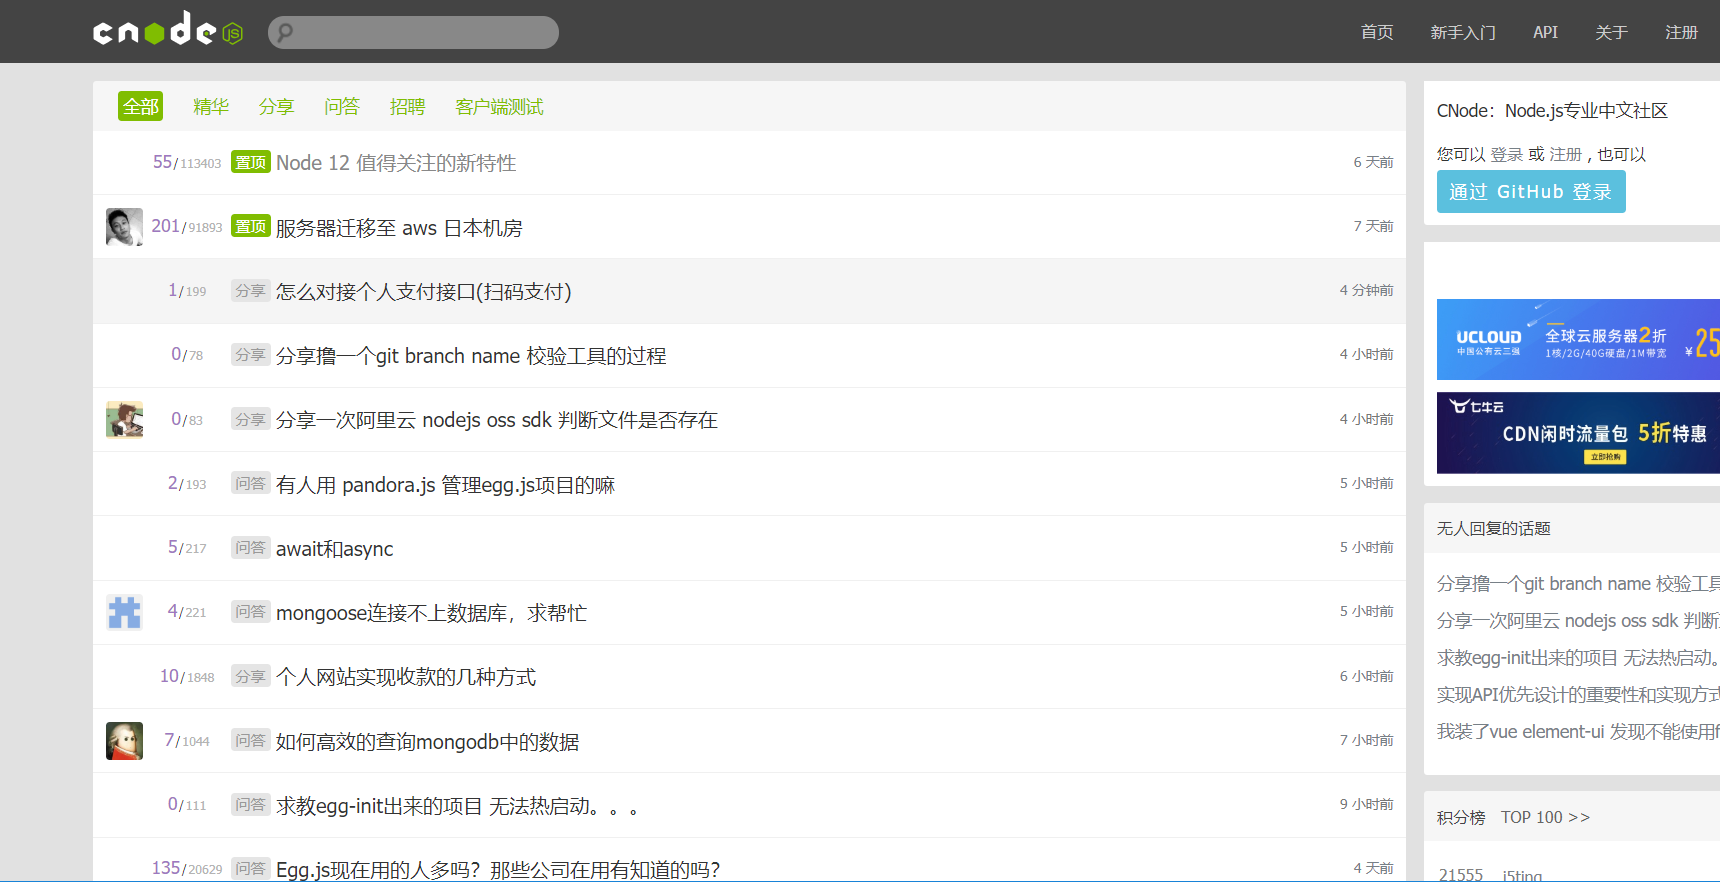 cnode JS
首页 新手入门 API 关于 注册
全部 精华 分享 问答 招聘 客户端测试
55/113403 置顶 Node 12 值得关注的新特性 6 天前
201/91893 置顶 服务器迁移至 aws 日本机房 7 天前
1/199 分享 怎么对接个人支付接口(扫码支付) 4 分钟前
0/78 分享 分享撸一个git branch name 校验工具的过程 4 小时前
0/83 分享 分享一次阿里云 nodejs oss sdk 判断文件是否存在 4 小时前
2/193 问答 有人用 pandora.js 管理egg.js项目的嘛 5 小时前
5/217 问答 await和async 5 小时前
4/221 问答 mongoose连接不上数据库，求帮忙 5 小时前
10/1848 分享 个人网站实现收款的几种方式 6 小时前
7/1044 问答 如何高效的查询mongodb中的数据 7 小时前
0/111 问答 求教egg-init出来的项目 无法热启动。。。 9 小时前
135/20629 问答 Egg.js现在用的人多吗？那些公司在用有知道的吗？ 4 天前
CNode：Node.js专业中文社区
您可以 登录 或 注册 , 也可以
通过 GitHub 登录
UCLOUD 全球云服务器2折
中国公有云三强 1核/2G/40G硬盘/1M带宽 ¥25
七牛云
CDN闲时流量包 5折特惠
立即抢购
无人回复的话题
分享撸一个git branch name 校验工具
分享一次阿里云 nodejs oss sdk 判断
求教egg-init出来的项目 无法热启动。
实现API优先设计的重要性和实现方式
我装了vue element-ui 发现不能使用f
积分榜 TOP 100 >>
21555 i5ting